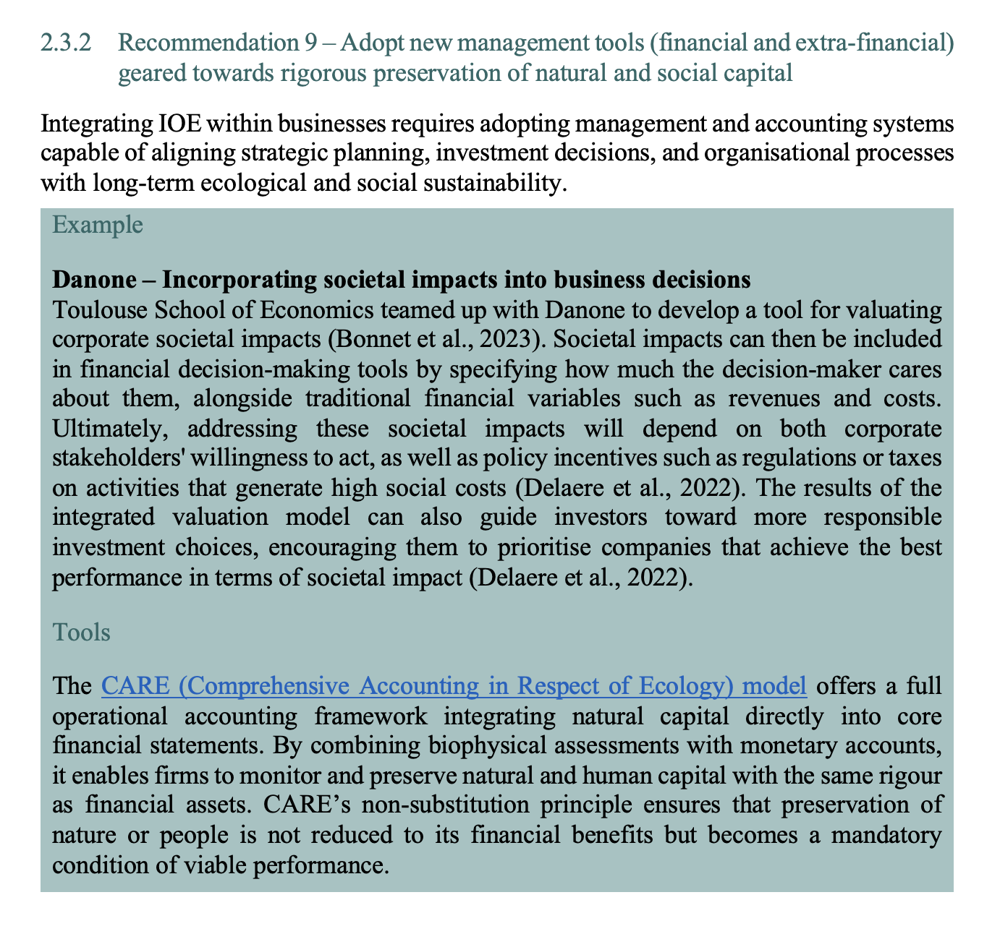 2.3.2 Recommendation 9 – Adopt new management tools (financial and extra-financial)
geared towards rigorous preservation of natural and social capital
Integrating IOE within businesses requires adopting management and accounting systems
capable of aligning strategic planning, investment decisions, and organisational processes
with long-term ecological and social sustainability.
Example
Danone – Incorporating societal impacts into business decisions
Toulouse School of Economics teamed up with Danone to develop a tool for valuating
corporate societal impacts (Bonnet et al., 2023). Societal impacts can then be included
in financial decision-making tools by specifying how much the decision-maker cares
about them, alongside traditional financial variables such as revenues and costs.
Ultimately, addressing these societal impacts will depend on both corporate
stakeholders' willingness to act, as well as policy incentives such as regulations or taxes
on activities that generate high social costs (Delaere et al., 2022). The results of the
integrated valuation model can also guide investors toward more responsible
investment choices, encouraging them to prioritise companies that achieve the best
performance in terms of societal impact (Delaere et al., 2022).
Tools
The CARE (Comprehensive Accounting in Respect of Ecology) model offers a full
operational accounting framework integrating natural capital directly into core
financial statements. By combining biophysical assessments with monetary accounts,
it enables firms to monitor and preserve natural and human capital with the same rigour
as financial assets. CARE’s non-substitution principle ensures that preservation of
nature or people is not reduced to its financial benefits but becomes a mandatory
condition of viable performance.